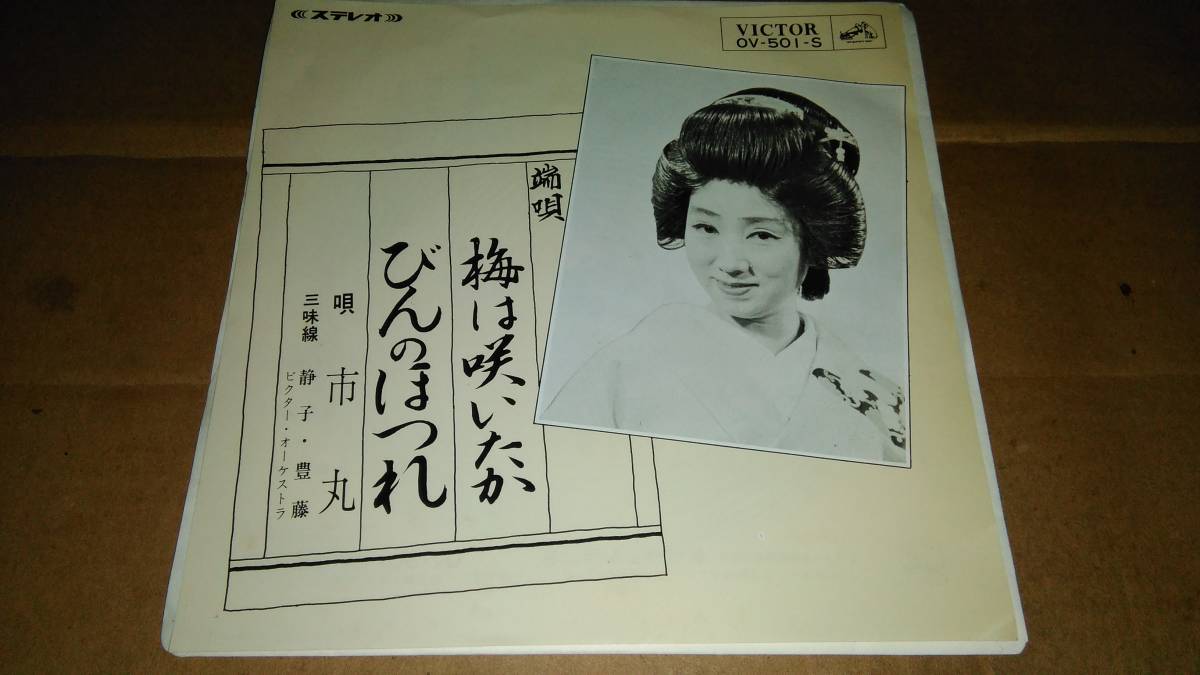 ステレオ
VICTOR
OV-501-S
端唄
梅は咲いたか
びんのほつれ
唄 市丸
三味線 静子・豊藤
ビクター・オーケストラ